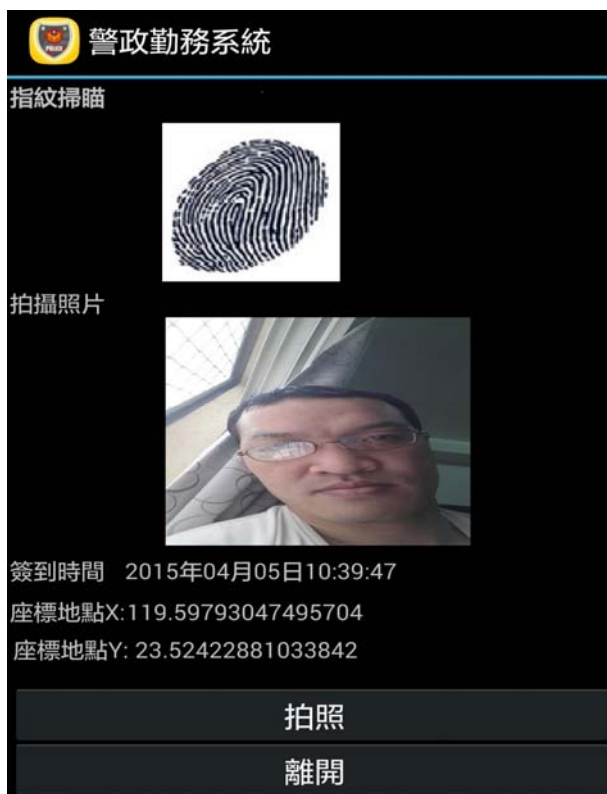 POLICE
警政勤務系統
指紋掃瞄
拍攝照片
簽到時間 2015年04月05日10:39:47
座標地點X:119.59793047495704
座標地點Y: 23.52422881033842
拍照
離開